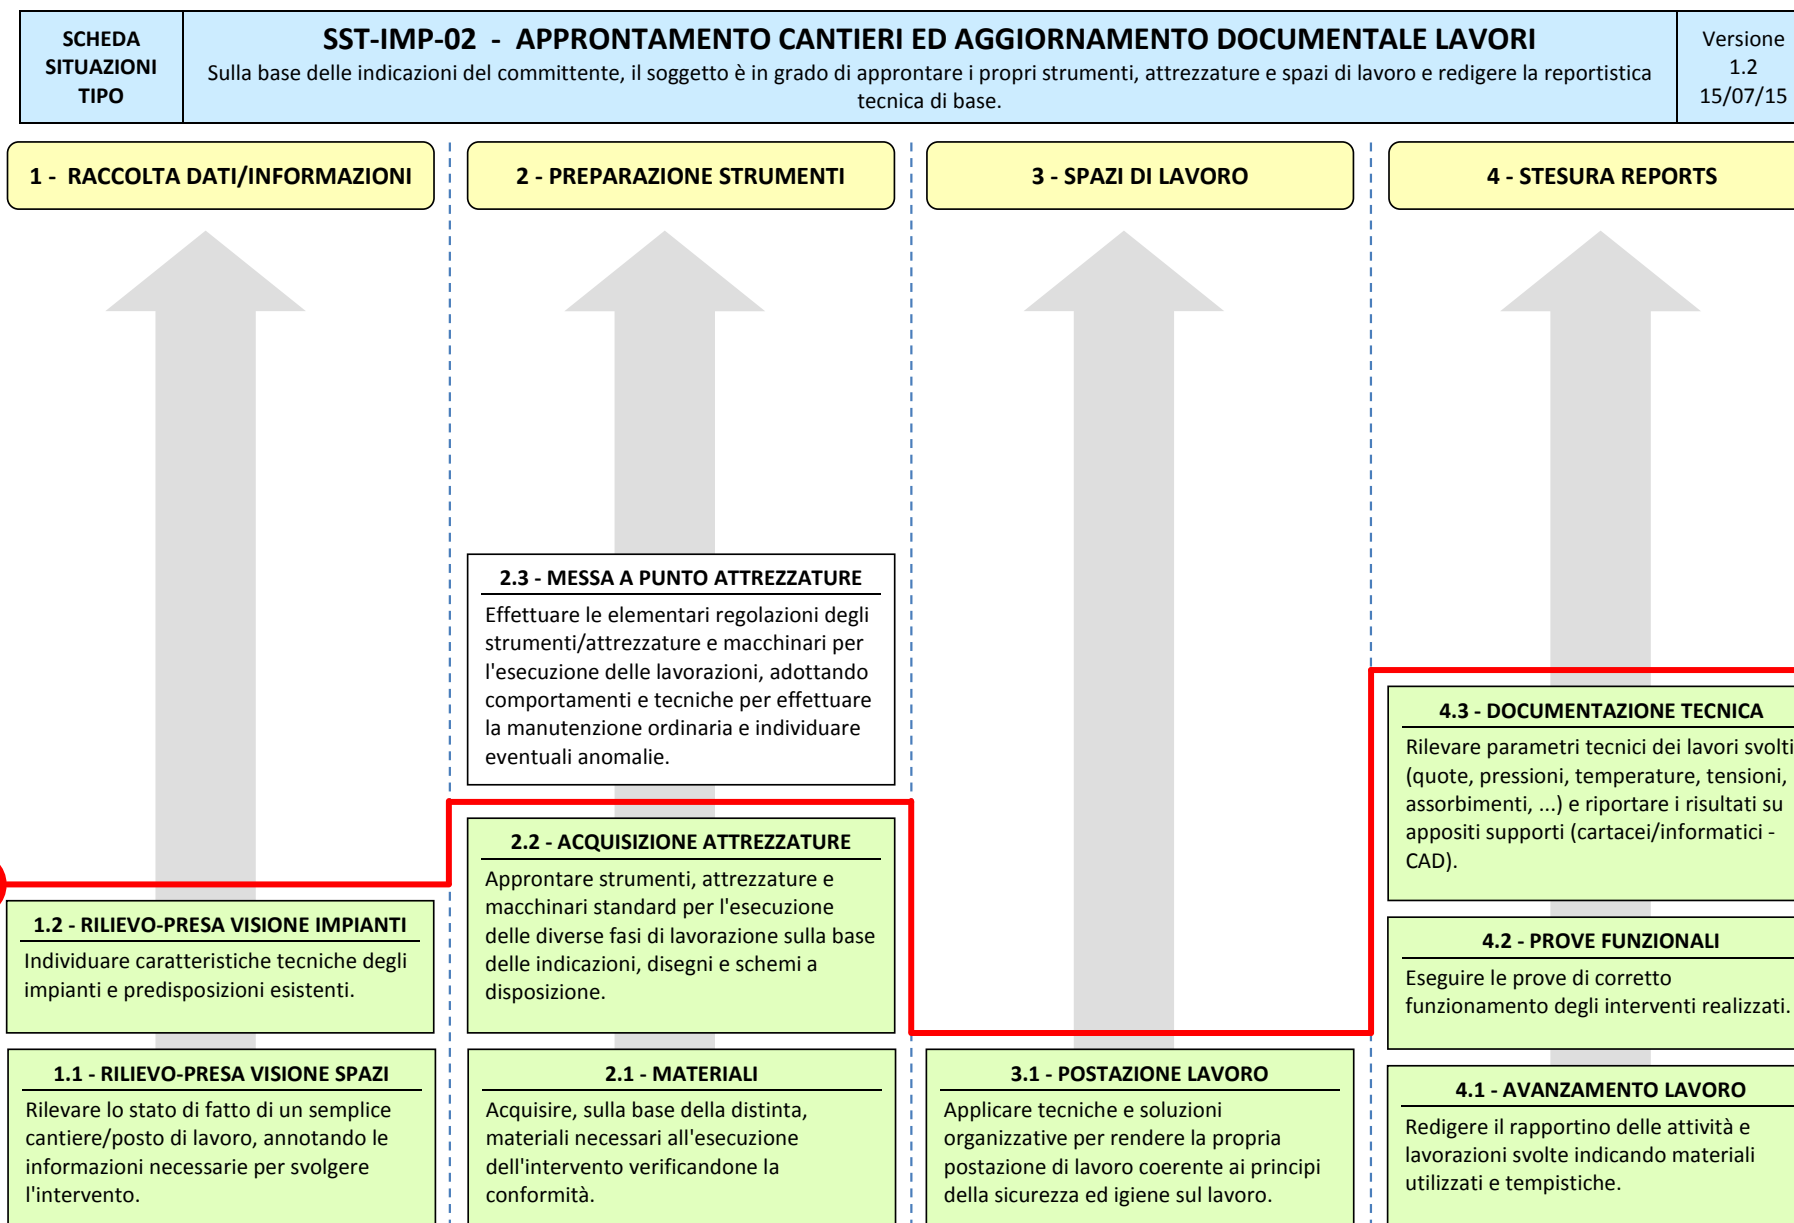 SCHEDA
SITUAZIONI
TIPO
SST-IMP-02 - APPRONTAMENTO CANTIERI ED AGGIORNAMENTO DOCUMENTALE LAVORI
Sulla base delle indicazioni del committente, il soggetto è in grado di approntare i propri strumenti, attrezzature e spazi di lavoro e redigere la reportistica
tecnica di base.
Versione
1.2
15/07/15
1 - RACCOLTA DATI/INFORMAZIONI
2 - PREPARAZIONE STRUMENTI
3 - SPAZI DI LAVORO
4 - STESURA REPORTS
1.2 - RILIEVO-PRESA VISIONE IMPIANTI
Individuare caratteristiche tecniche degli
impianti e predisposizioni esistenti.
1.1 - RILIEVO-PRESA VISIONE SPAZI
Rilevare lo stato di fatto di un semplice
cantiere/posto di lavoro, annotando le
informazioni necessarie per svolgere
l'intervento.
2.3 - MESSA A PUNTO ATTREZZATURE
Effettuare le elementari regolazioni degli
strumenti/attrezzature e macchinari per
l'esecuzione delle lavorazioni, adottando
comportamenti e tecniche per effettuare
la manutenzione ordinaria e individuare
eventuali anomalie.
2.2 - ACQUISIZIONE ATTREZZATURE
Approntare strumenti, attrezzature e
macchinari standard per l'esecuzione
delle diverse fasi di lavorazione sulla base
delle indicazioni, disegni e schemi a
disposizione.
2.1 - MATERIALI
Acquisire, sulla base della distinta,
materiali necessari all'esecuzione
dell'intervento verificandone la
conformità.
3.1 - POSTAZIONE LAVORO
Applicare tecniche e soluzioni
organizzative per rendere la propria
postazione di lavoro coerente ai principi
della sicurezza ed igiene sul lavoro.
4.3 - DOCUMENTAZIONE TECNICA
Rilevare parametri tecnici dei lavori svolti
(quote, pressioni, temperature, tensioni,
assorbimenti, ...) e riportare i risultati su
appositi supporti (cartacei/informatici -
CAD).
4.2 - PROVE FUNZIONALI
Eseguire le prove di corretto
funzionamento degli interventi realizzati.
4.1 - AVANZAMENTO LAVORO
Redigere il rapportino delle attività e
lavorazioni svolte indicando materiali
utilizzati e tempistiche.